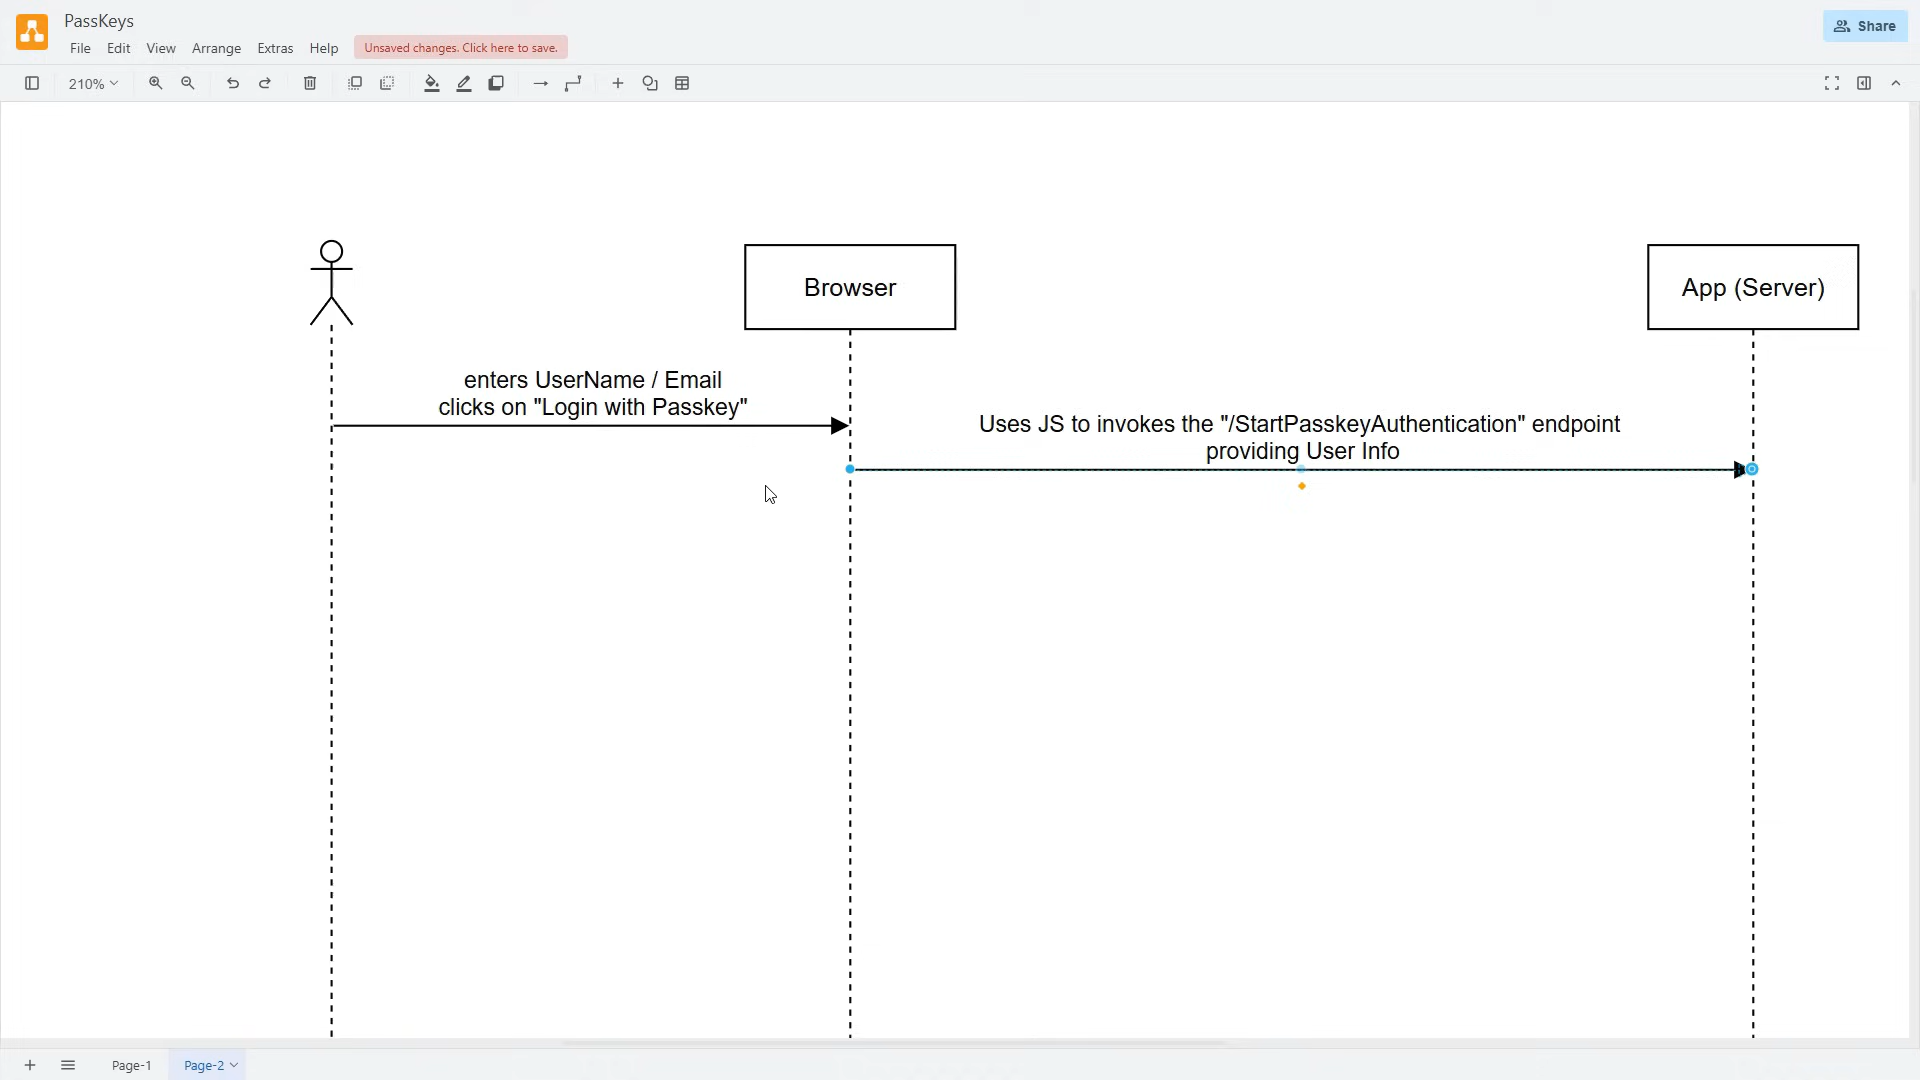 PassKeys
File Edit View Arrange Extras Help Unsaved changes. Click here to save.
Share
210%
Browser
App (Server)
enters UserName / Email
clicks on "Login with Passkey"
Uses JS to invokes the "/StartPasskeyAuthentication" endpoint
providing User Info
Page-1 Page-2